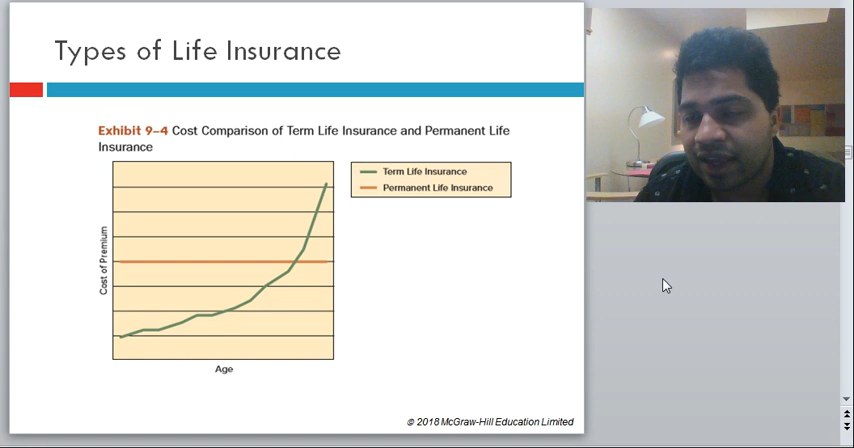 Types of Life Insurance
Exhibit 9–4 Cost Comparison of Term Life Insurance and Permanent Life
Insurance
Term Life Insurance
Permanent Life Insurance
Cost of Premium
Age
© 2018 McGraw-Hill Education Limited